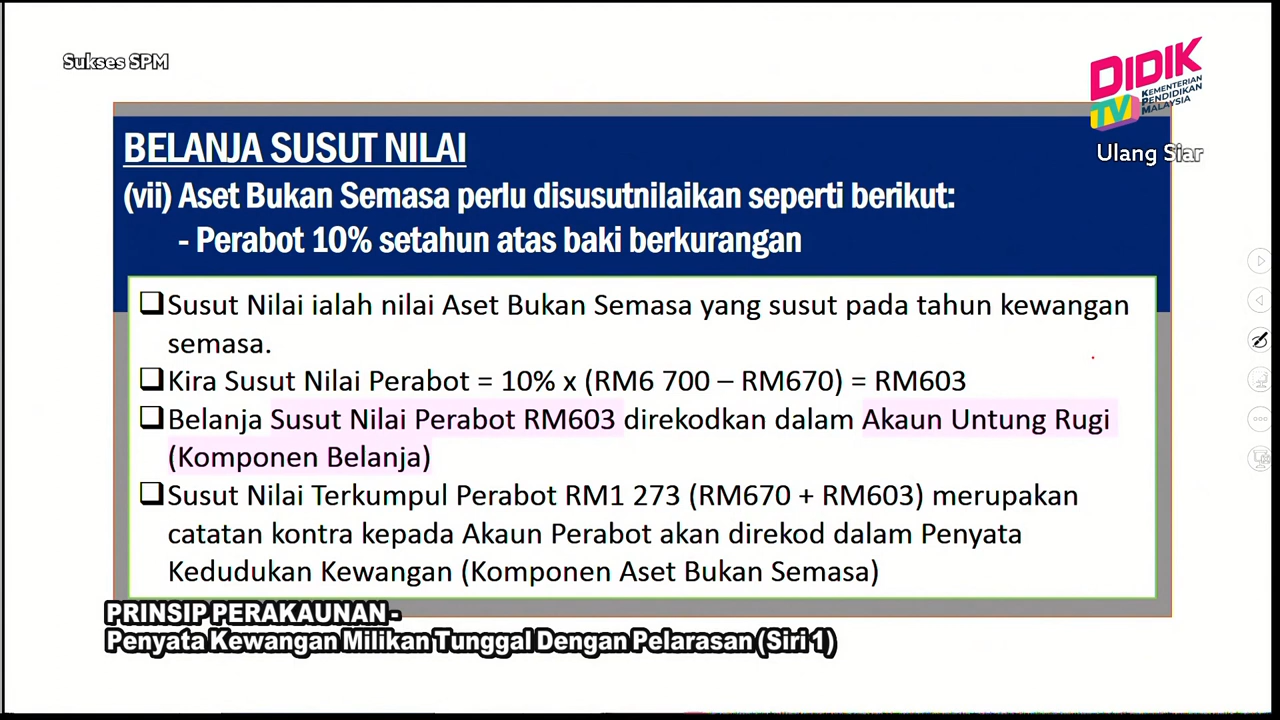 Sukses SPM
DIDIK
TV
KEMENTERIAN
PENDIDIKAN
MALAYSIA
Ulang Siar
BELANJA SUSUT NILAI
(vii) Aset Bukan Semasa perlu disusutnilaikan seperti berikut:
- Perabot 10% setahun atas baki berkurangan
❑Susut Nilai ialah nilai Aset Bukan Semasa yang susut pada tahun kewangan
semasa.
❑Kira Susut Nilai Perabot = 10% x (RM6 700 – RM670) = RM603
❑Belanja Susut Nilai Perabot RM603 direkodkan dalam Akaun Untung Rugi
(Komponen Belanja)
❑Susut Nilai Terkumpul Perabot RM1 273 (RM670 + RM603) merupakan
catatan kontra kepada Akaun Perabot akan direkod dalam Penyata
Kedudukan Kewangan (Komponen Aset Bukan Semasa)
PRINSIP PERAKAUNAN -
Penyata Kewangan Milikan Tunggal Dengan Pelarasan (Siri 1)